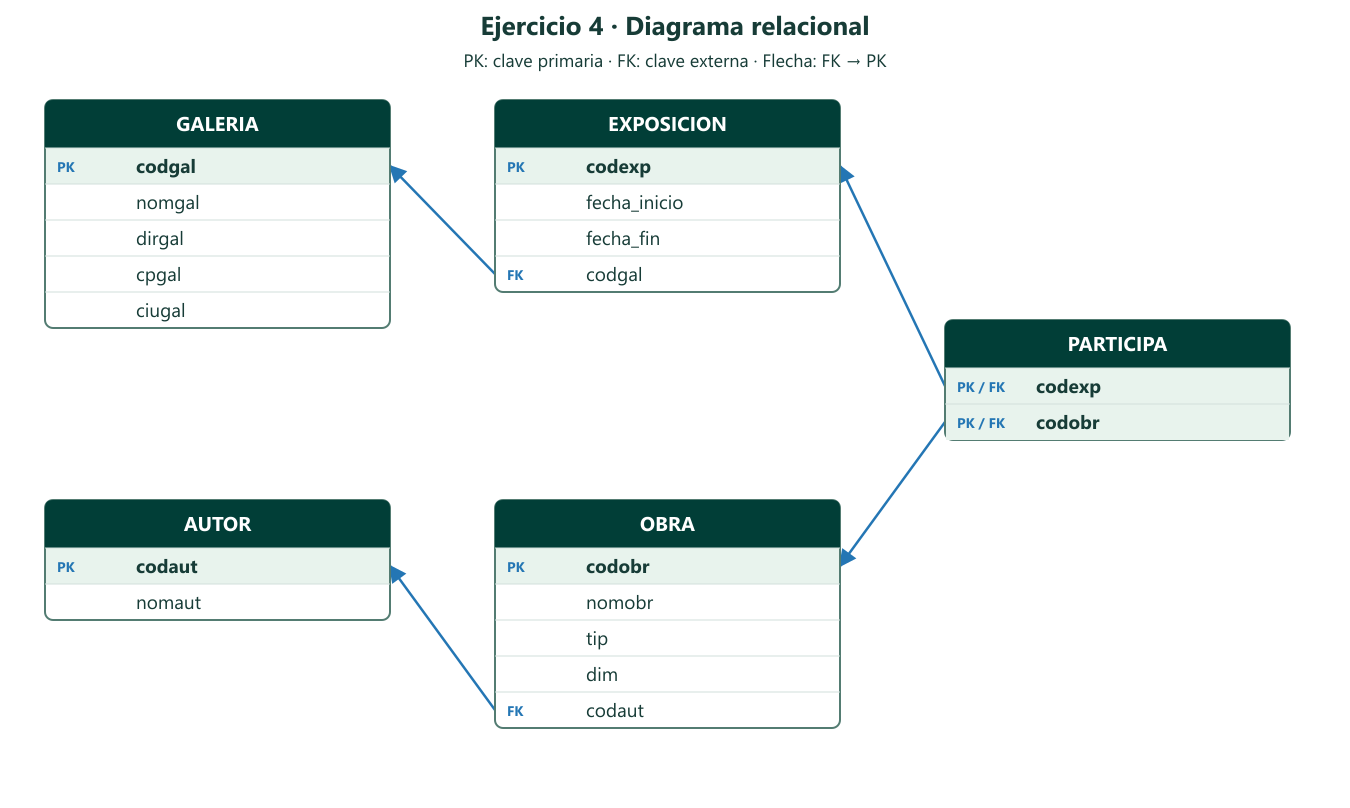 Ejercicio 4 · Diagrama relacional
PK: clave primaria · FK: clave externa · Flecha: FK → PK
GALERIA
PK codgal
nomgal
dirgal
cpgal
ciugal
EXPOSICION
PK codexp
fecha_inicio
fecha_fin
FK codgal
PARTICIPA
PK / FK codexp
PK / FK codobr
AUTOR
PK codaut
nomaut
OBRA
PK codobr
nomobr
tip
dim
FK codaut